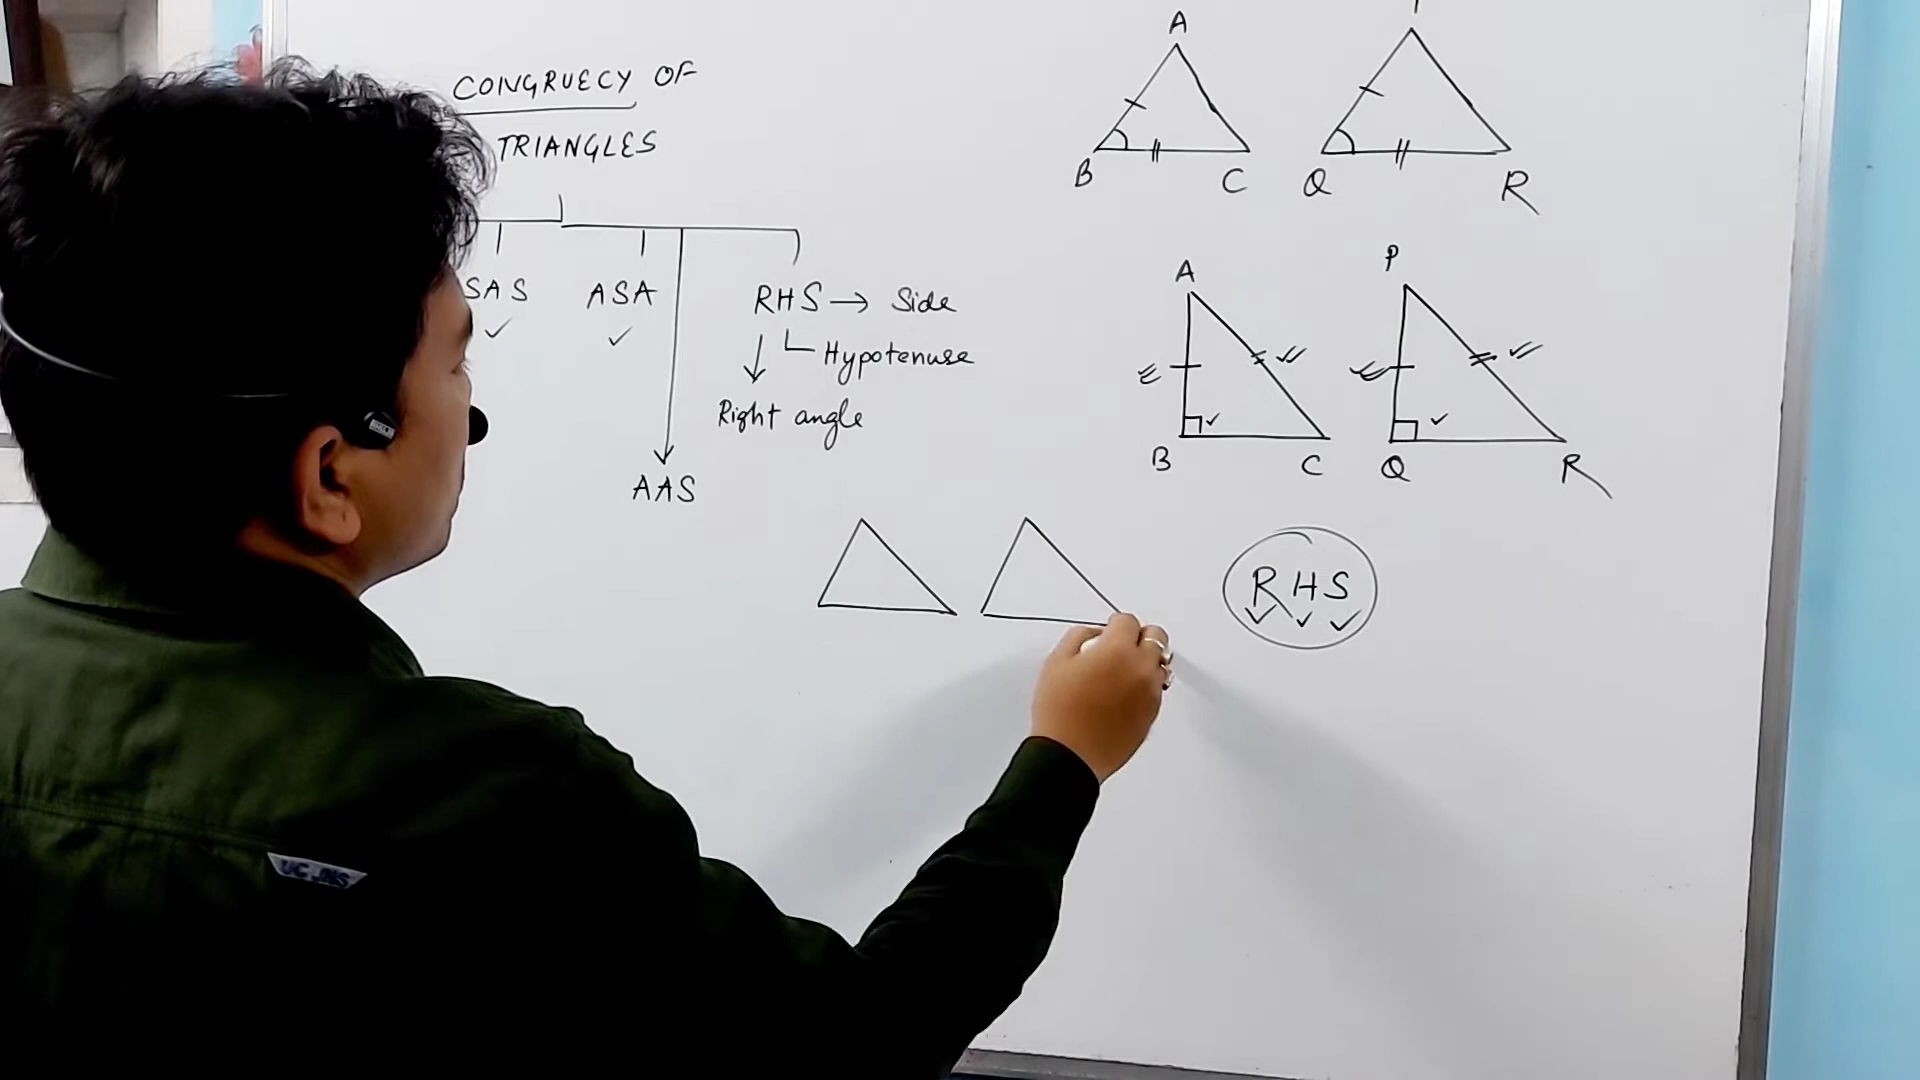 CONGRUECY OF
TRIANGLES
SAS
ASA
RHS → Side
Hypotenuse
Right angle
AAS
A
B
C
Q
R
A
P
B
C
Q
R
RHS